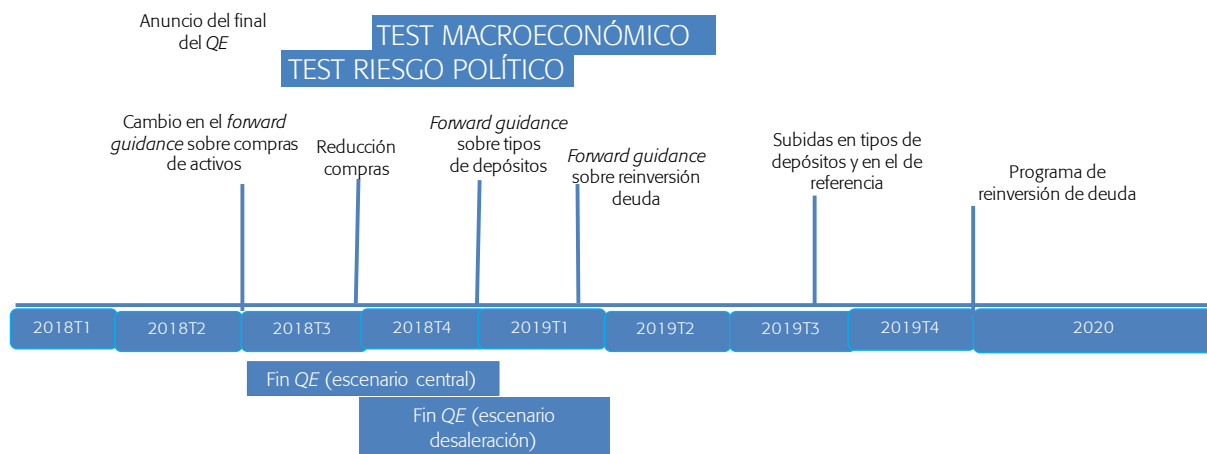 Anuncio del final
del QE
TEST MACROECONÓMICO
TEST RIESGO POLÍTICO
Cambio en el forward
guidance sobre compras
de activos
Reducción
compras
Forward guidance
sobre tipos
de depósitos
Forward guidance
sobre reinversión
deuda
Subidas en tipos de
depósitos y en el de
referencia
Programa de
reinversión de deuda
2018T1
2018T2
2018T3
2018T4
2019T1
2019T2
2019T3
2019T4
2020
Fin QE (escenario central)
Fin QE (escenario
desaleración)